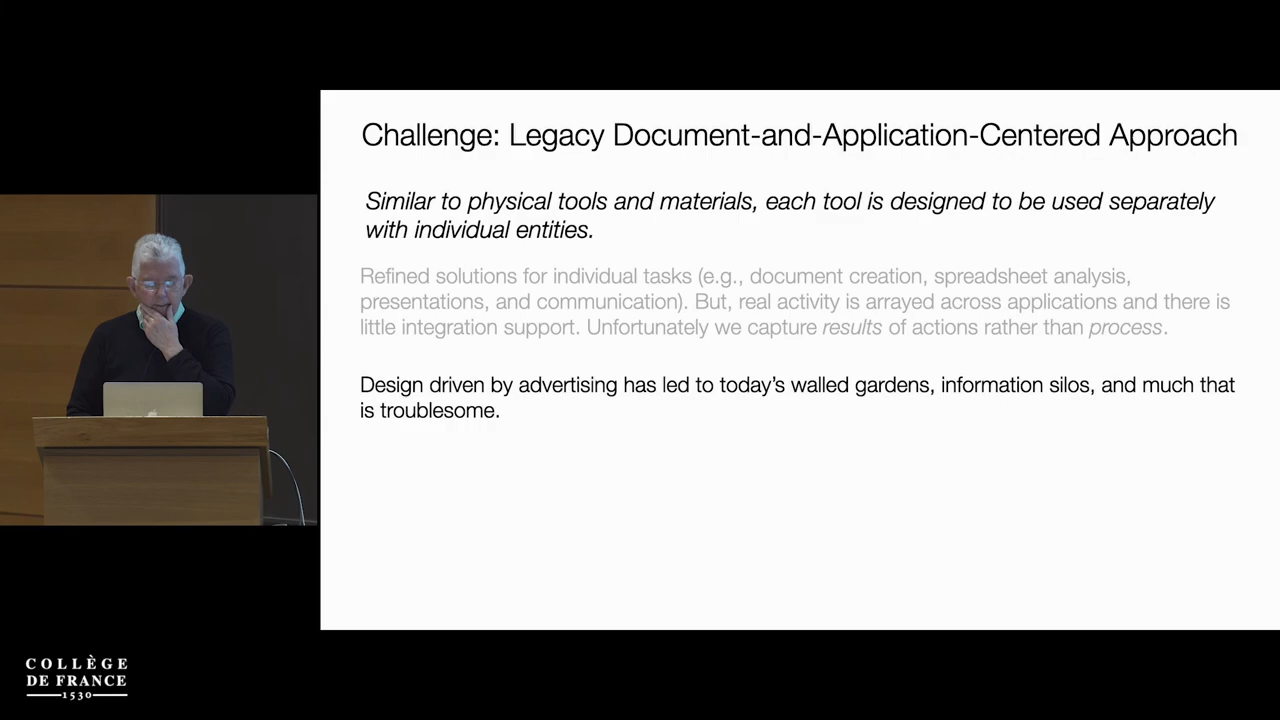 Challenge: Legacy Document-and-Application-Centered Approach
Similar to physical tools and materials, each tool is designed to be used separately
with individual entities.
Refined solutions for individual tasks (e.g., document creation, spreadsheet analysis,
presentations, and communication). But, real activity is arrayed across applications and there is
little integration support. Unfortunately we capture results of actions rather than process.
Design driven by advertising has led to today’s walled gardens, information silos, and much that
is troublesome.
COLLÈGE
DE FRANCE
1530